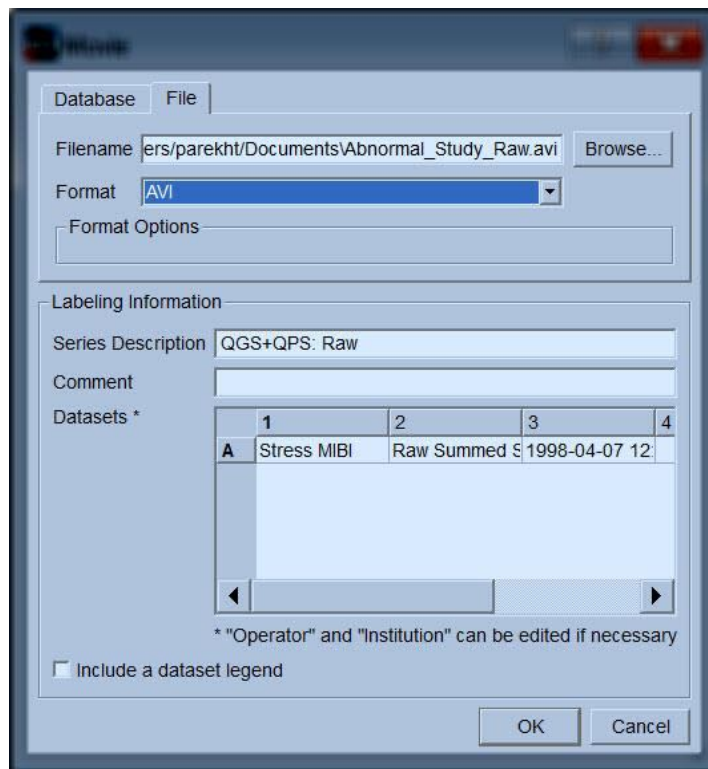 Movie
Database File
Filename ers/parekht/Documents\Abnormal_Study_Raw.avi Browse...
Format AVI
Format Options
Labeling Information
Series Description QGS+QPS: Raw
Comment
Datasets *
1 2 3 4
A Stress MIBI Raw Summed S 1998-04-07 12:
* "Operator" and "Institution" can be edited if necessary
Include a dataset legend
OK Cancel